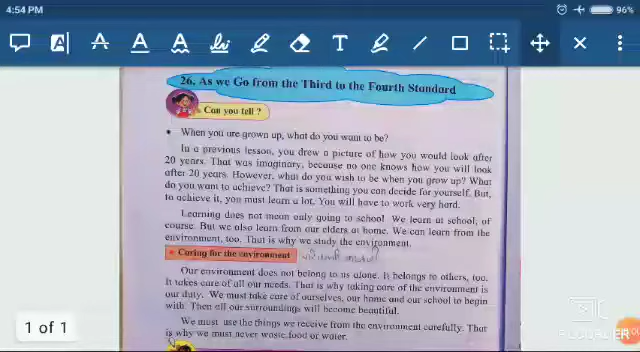 4:54 PM
96%
A
A
A
A
T
26. As we Go from the Third to the Fourth Standard
Can you tell ?
• When you are grown up, what do you want to be?
In a previous lesson, you drew a picture of how you would look after
20 years. That was imaginary, because no one knows how you will look
after 20 years. However, what do you wish to be when you grow up? What
do you want to achieve? That is something you can decide for yourself. But,
to achieve it, you must learn a lot. You will have to work very hard.
Learning does not mean only going to school! We learn at school, of
course. But we also learn from our elders at home. We can learn from the
environment, too. That is why we study the environment.
• Caring for the environment
Our environment does not belong to us alone. It belongs to others, too.
It takes care of all our needs. That is why taking care of the environment is
our duty. We must take care of ourselves, our home and our school to begin
with. Then all our surroundings will become beautiful.
1 of 1
We must use the things we receive from the environment carefully. That
is why we must never waste food or water.